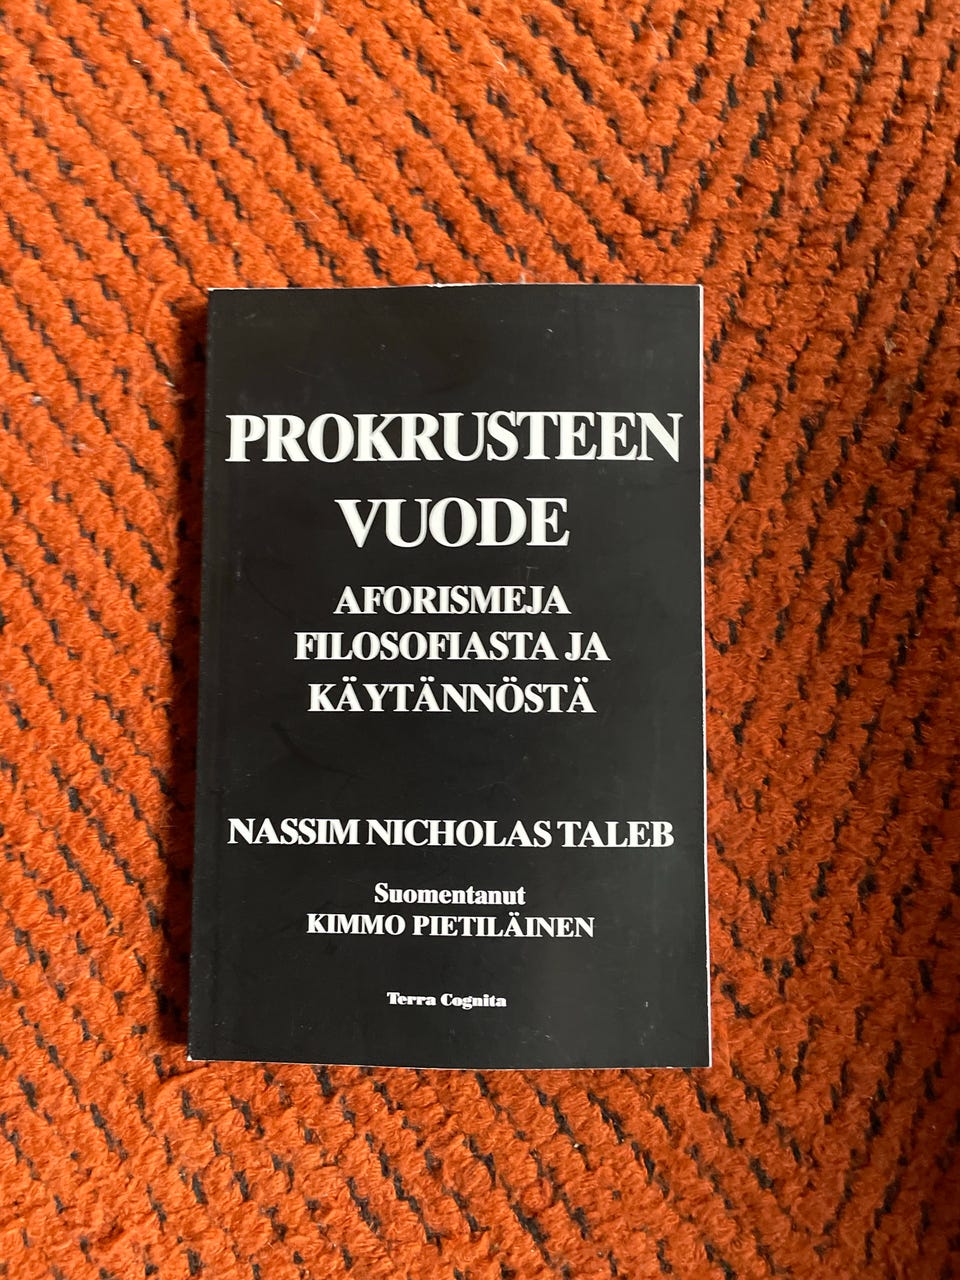 PROKRUSTEEN
VUODE
AFORISMEJA
FILOSOFIASTA JA
KÄYTÄNNÖSTÄ
NASSIM NICHOLAS TALEB
Suomentanut
KIMMO PIETILÄINEN
Terra Cognita